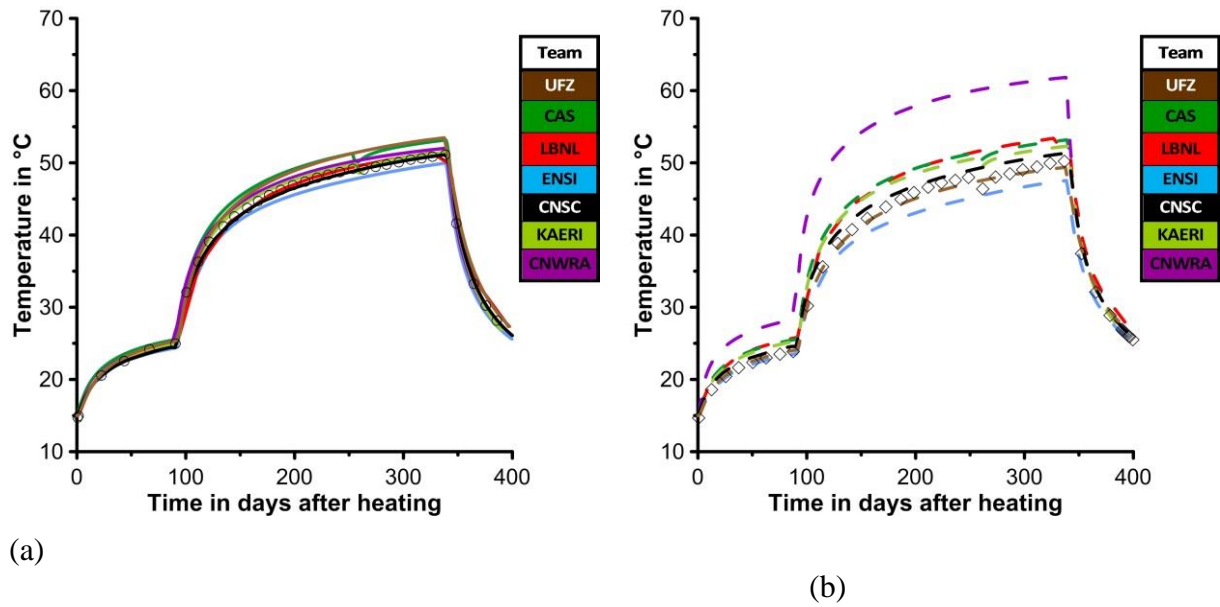 70
60
50
40
30
20
10
Temperature in °C
0
100
200
300
400
Time in days after heating
Team
UFZ
CAS
LBNL
ENSI
CNSC
KAERI
CNWRA
(a)
70
60
50
40
30
20
10
Temperature in °C
0
100
200
300
400
Time in days after heating
Team
UFZ
CAS
LBNL
ENSI
CNSC
KAERI
CNWRA
(b)